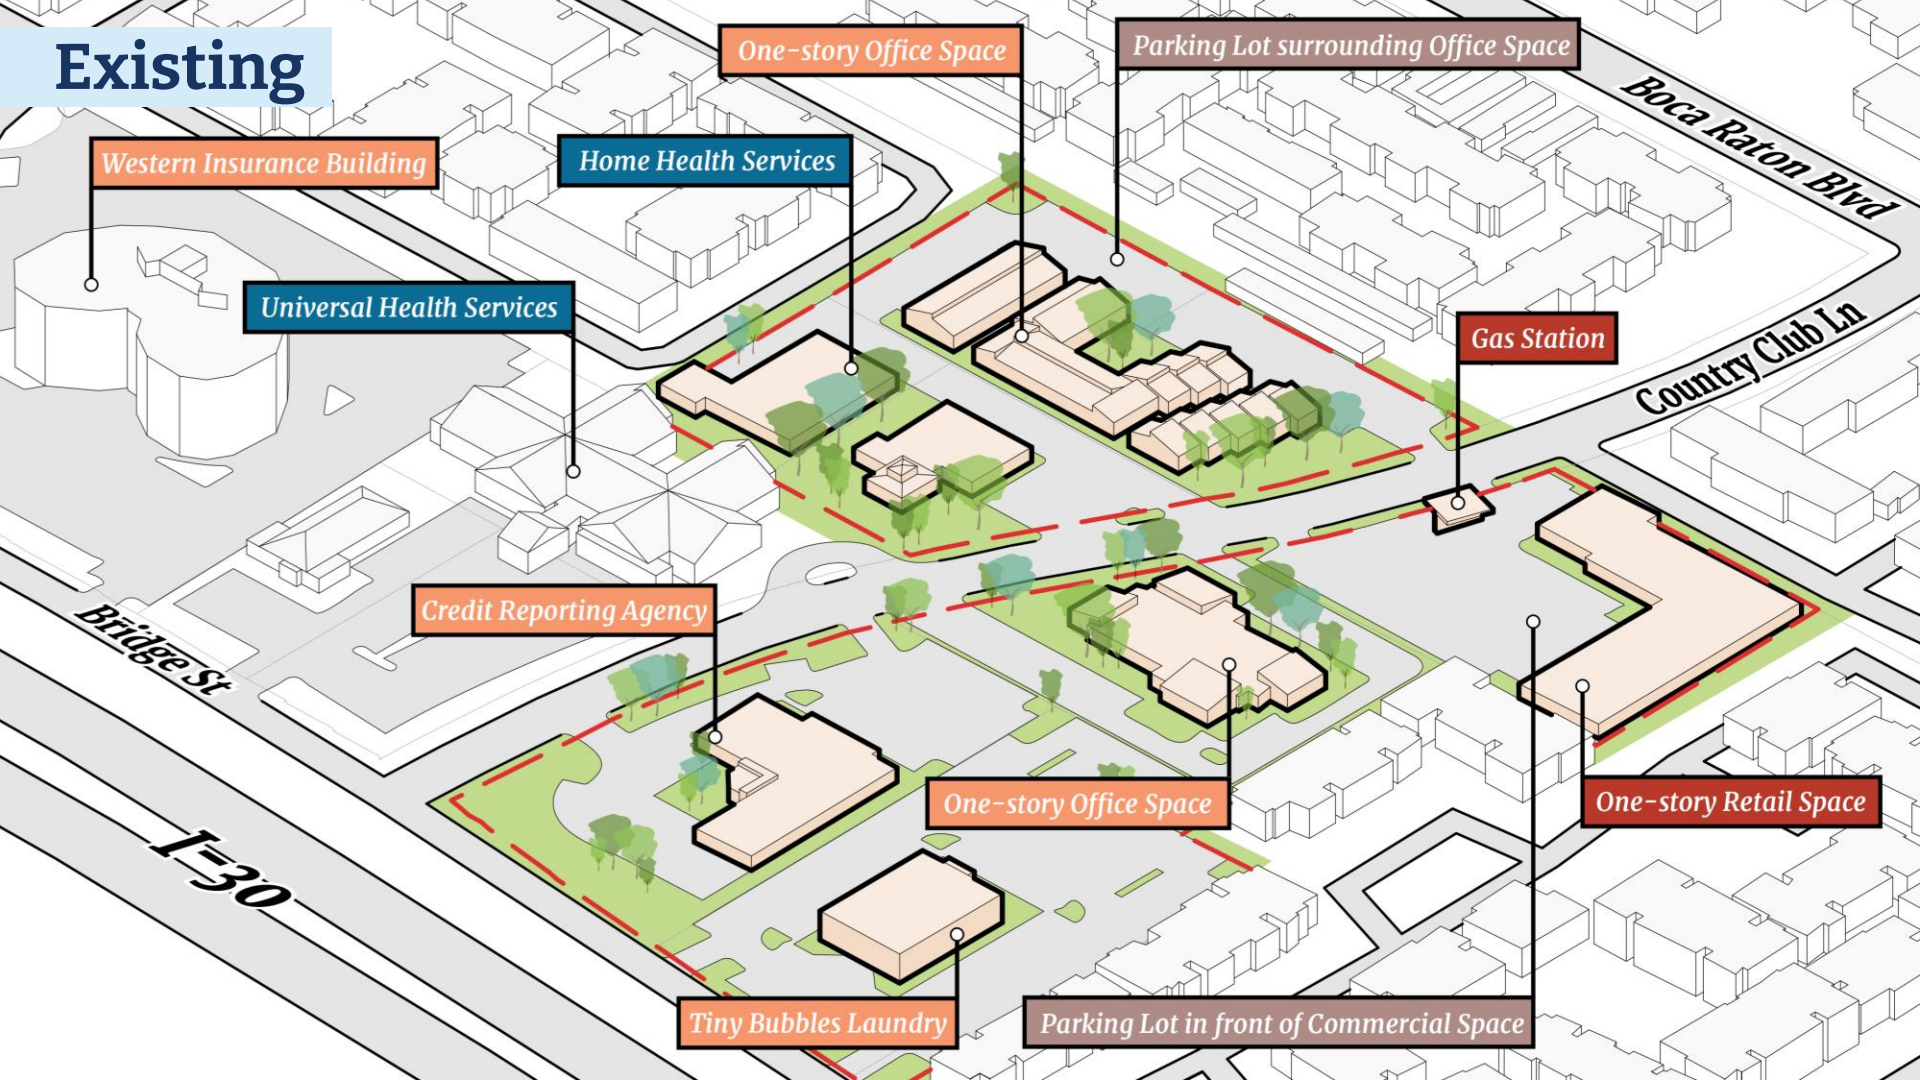 Existing
One-story Office Space
Parking Lot surrounding Office Space
Boca Raton Blvd
Western Insurance Building
Home Health Services
Universal Health Services
Gas Station
Country Club Ln
Credit Reporting Agency
Bridge St
I-30
One-story Office Space
One-story Retail Space
Tiny Bubbles Laundry
Parking Lot in front of Commercial Space